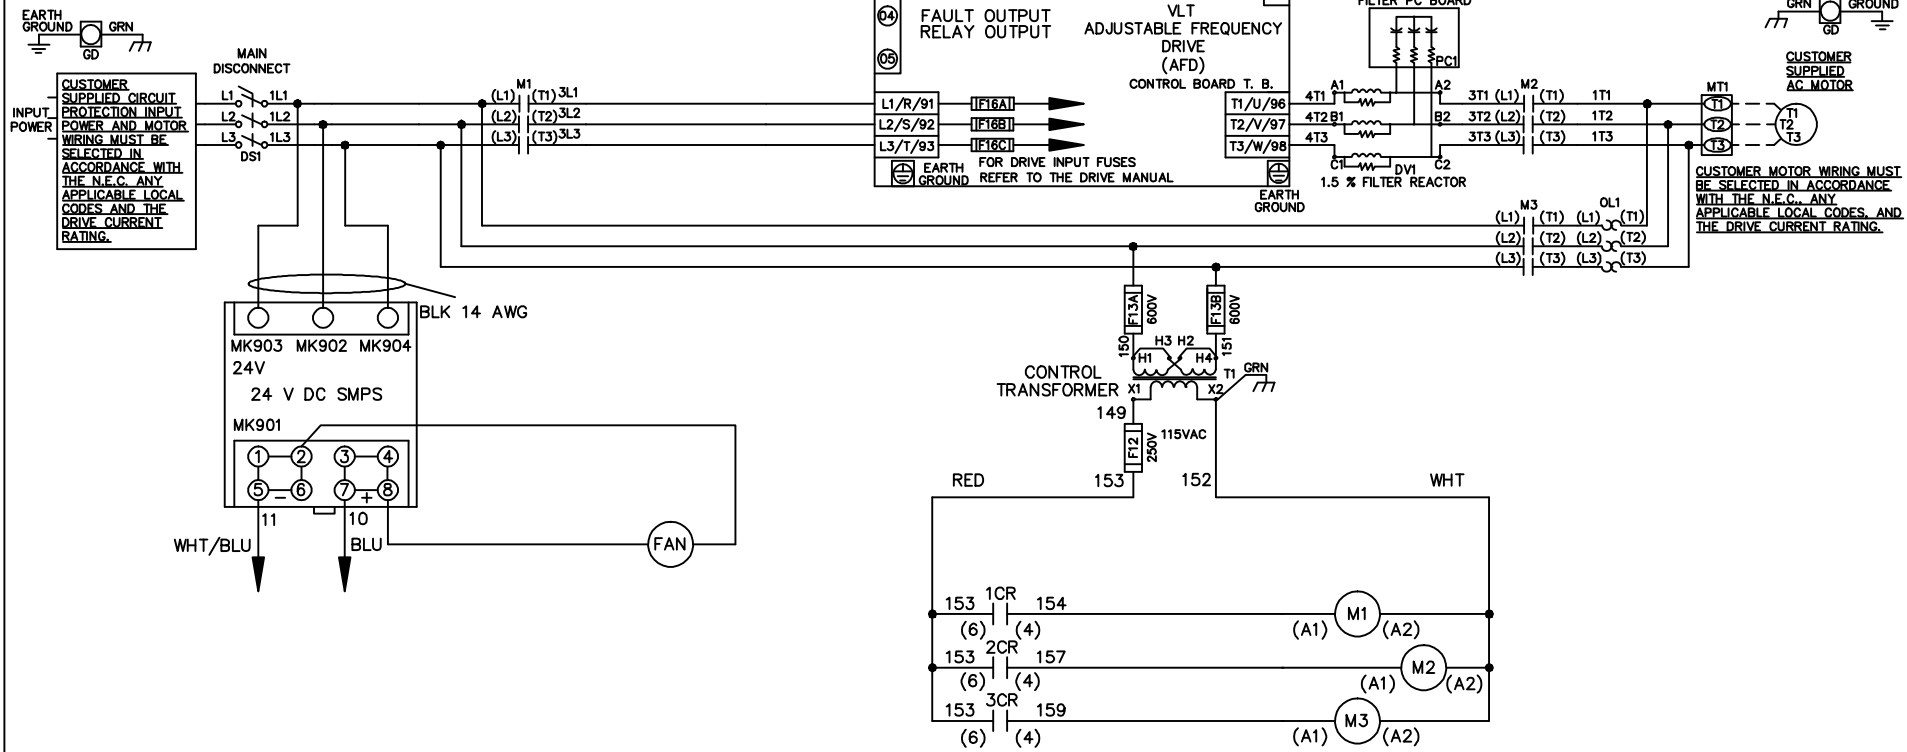 EARTH
GROUND
GRN
GD
CUSTOMER
SUPPLIED CIRCUIT
PROTECTION INPUT
POWER AND MOTOR
WIRING MUST BE
SELECTED IN
ACCORDANCE WITH
THE N.E.C. ANY
APPLICABLE LOCAL
CODES AND THE
DRIVE CURRENT
RATING.
INPUT
POWER
MAIN
DISCONNECT
L1 1L1
L2 1L2
L3 1L3
DS1
M1
(L1) (T1) 3L1
(L2) (T2) 3L2
(L3) (T3) 3L3
04
05
FAULT OUTPUT
RELAY OUTPUT
VLT
ADJUSTABLE FREQUENCY
DRIVE
(AFD)
CONTROL BOARD T. B.
L1/R/91 F16A T1/U/96
L2/S/92 F16B T2/V/97
L3/T/93 F16C T3/W/98
FOR DRIVE INPUT FUSES
REFER TO THE DRIVE MANUAL
EARTH
GROUND
EARTH
GROUND
FILTER PC BOARD
PC1
4T1 A1 A2
4T2 B1 B2
4T3 C1 C2
DV1
1.5 % FILTER REACTOR
M2
3T1 (L1) (T1) 1T1
3T2 (L2) (T2) 1T2
3T3 (L3) (T3) 1T3
MT1
T1
T2
T3
T1
T2
T3
GRN
GROUND
GD
CUSTOMER
SUPPLIED
AC MOTOR
CUSTOMER MOTOR WIRING MUST
BE SELECTED IN ACCORDANCE
WITH THE N.E.C., ANY
APPLICABLE LOCAL CODES, AND
THE DRIVE CURRENT RATING.
M3 OL1
(L1) (T1) (L1) (T1)
(L2) (T2) (L2) (T2)
(L3) (T3) (L3) (T3)
BLK 14 AWG
MK903 MK902 MK904
24V
24 V DC SMPS
MK901
1 2 3 4
5 - 6 7 + 8
11 10
WHT/BLU BLU
FAN
F13A 600V
F13B 600V
150 H3 H2 151
H1 H4
CONTROL
TRANSFORMER
T1
GRN
X1 X2
149
F12 250V
115VAC
153 152
RED WHT
1CR
153 154
(6) (4)
M1
(A1) (A2)
2CR
153 157
(6) (4)
M2
(A1) (A2)
3CR
153 159
(6) (4)
M3
(A1) (A2)